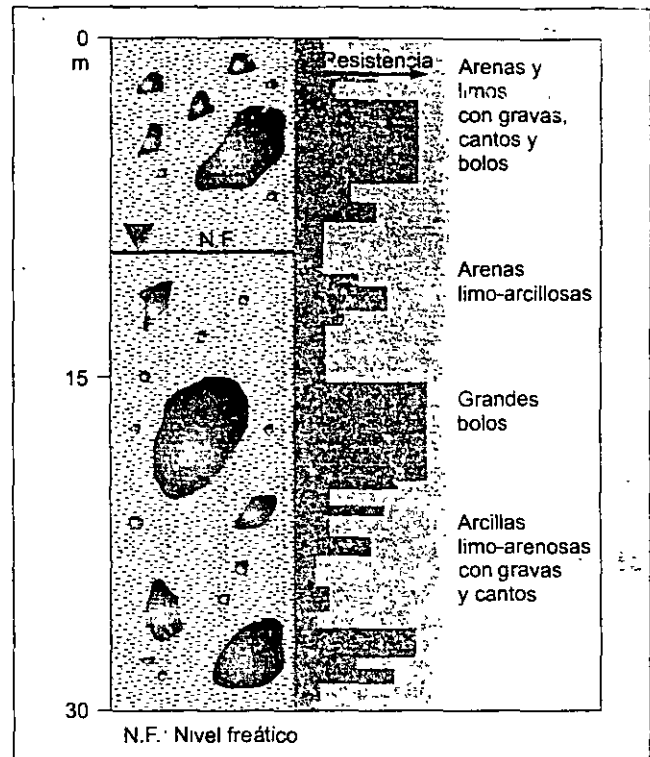 0
m
Resistencia
Arenas y
limos
con gravas,
cantos y
bolos
N.F.
Arenas
limo-arcillosas
15
Grandes
bolos
Arcillas
limo-arenosas
con gravas
y cantos
30
N.F.: Nivel freático